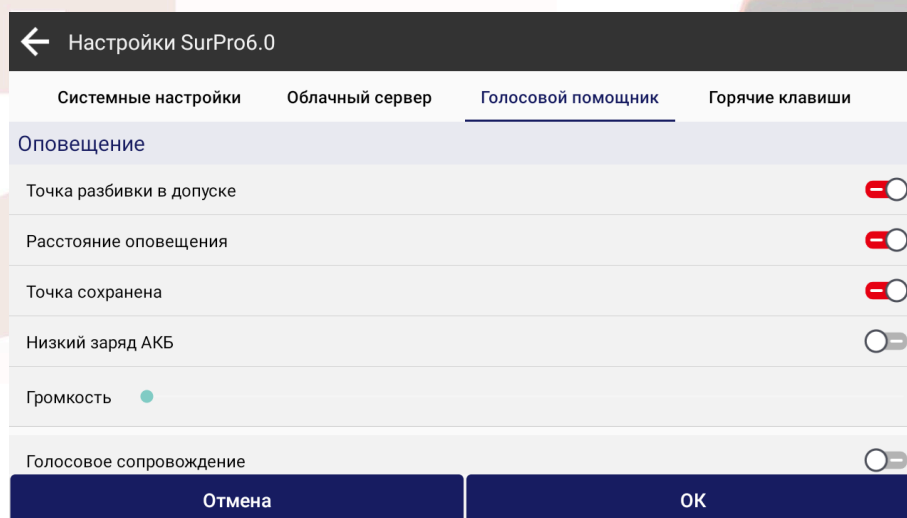 Настройки SurPro6.0
Системные настройки Облачный сервер Голосовой помощник Горячие клавиши
Оповещение
Точка разбивки в допуске
Расстояние оповещения
Точка сохранена
Низкий заряд АКБ
Громкость
Голосовое сопровождение
Отмена ОК